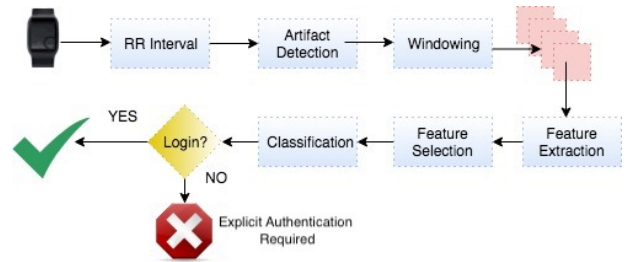 RR Interval
Artifact
Detection
Windowing
YES
Login?
Classification
Feature
Selection
Feature
Extraction
NO
Explicit Authentication
Required